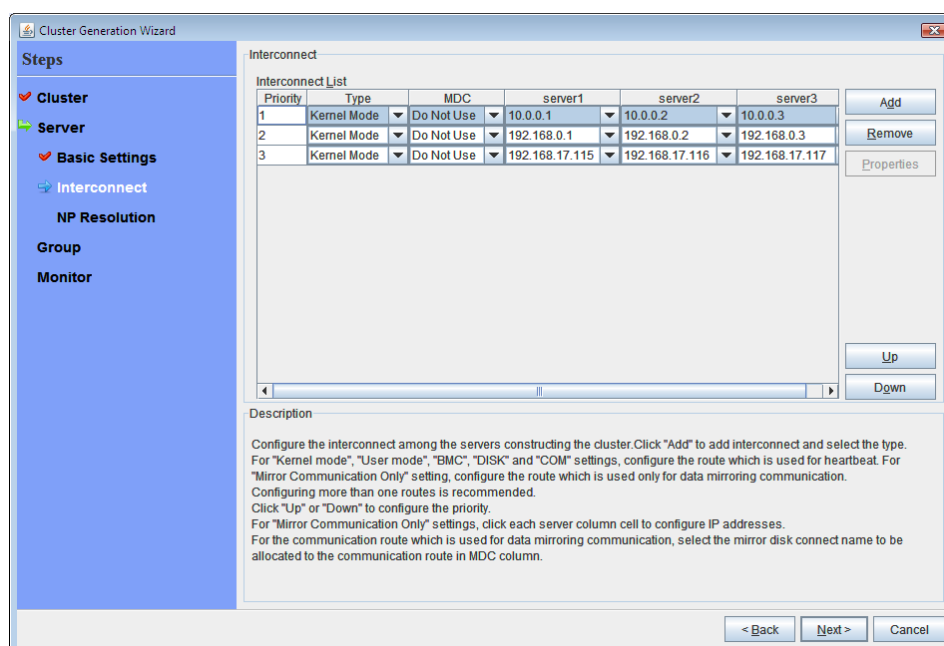 Cluster Generation Wizard
Steps
Cluster
Server
Basic Settings
Interconnect
NP Resolution
Group
Monitor
Interconnect
Interconnect List
Priority Type MDC server1 server2 server3
1 Kernel Mode Do Not Use 10.0.0.1 10.0.0.2 10.0.0.3
2 Kernel Mode Do Not Use 192.168.0.1 192.168.0.2 192.168.0.3
3 Kernel Mode Do Not Use 192.168.17.115 192.168.17.116 192.168.17.117
Add
Remove
Properties
Up
Down
Description
Configure the interconnect among the servers constructing the cluster.Click "Add" to add interconnect and select the type.
For "Kernel mode", "User mode", "BMC", "DISK" and "COM" settings, configure the route which is used for heartbeat. For
"Mirror Communication Only" setting, configure the route which is used only for data mirroring communication.
Configuring more than one routes is recommended.
Click "Up" or "Down" to configure the priority.
For "Mirror Communication Only" settings, click each server column cell to configure IP addresses.
For the communication route which is used for data mirroring communication, select the mirror disk connect name to be
allocated to the communication route in MDC column.
< Back Next > Cancel